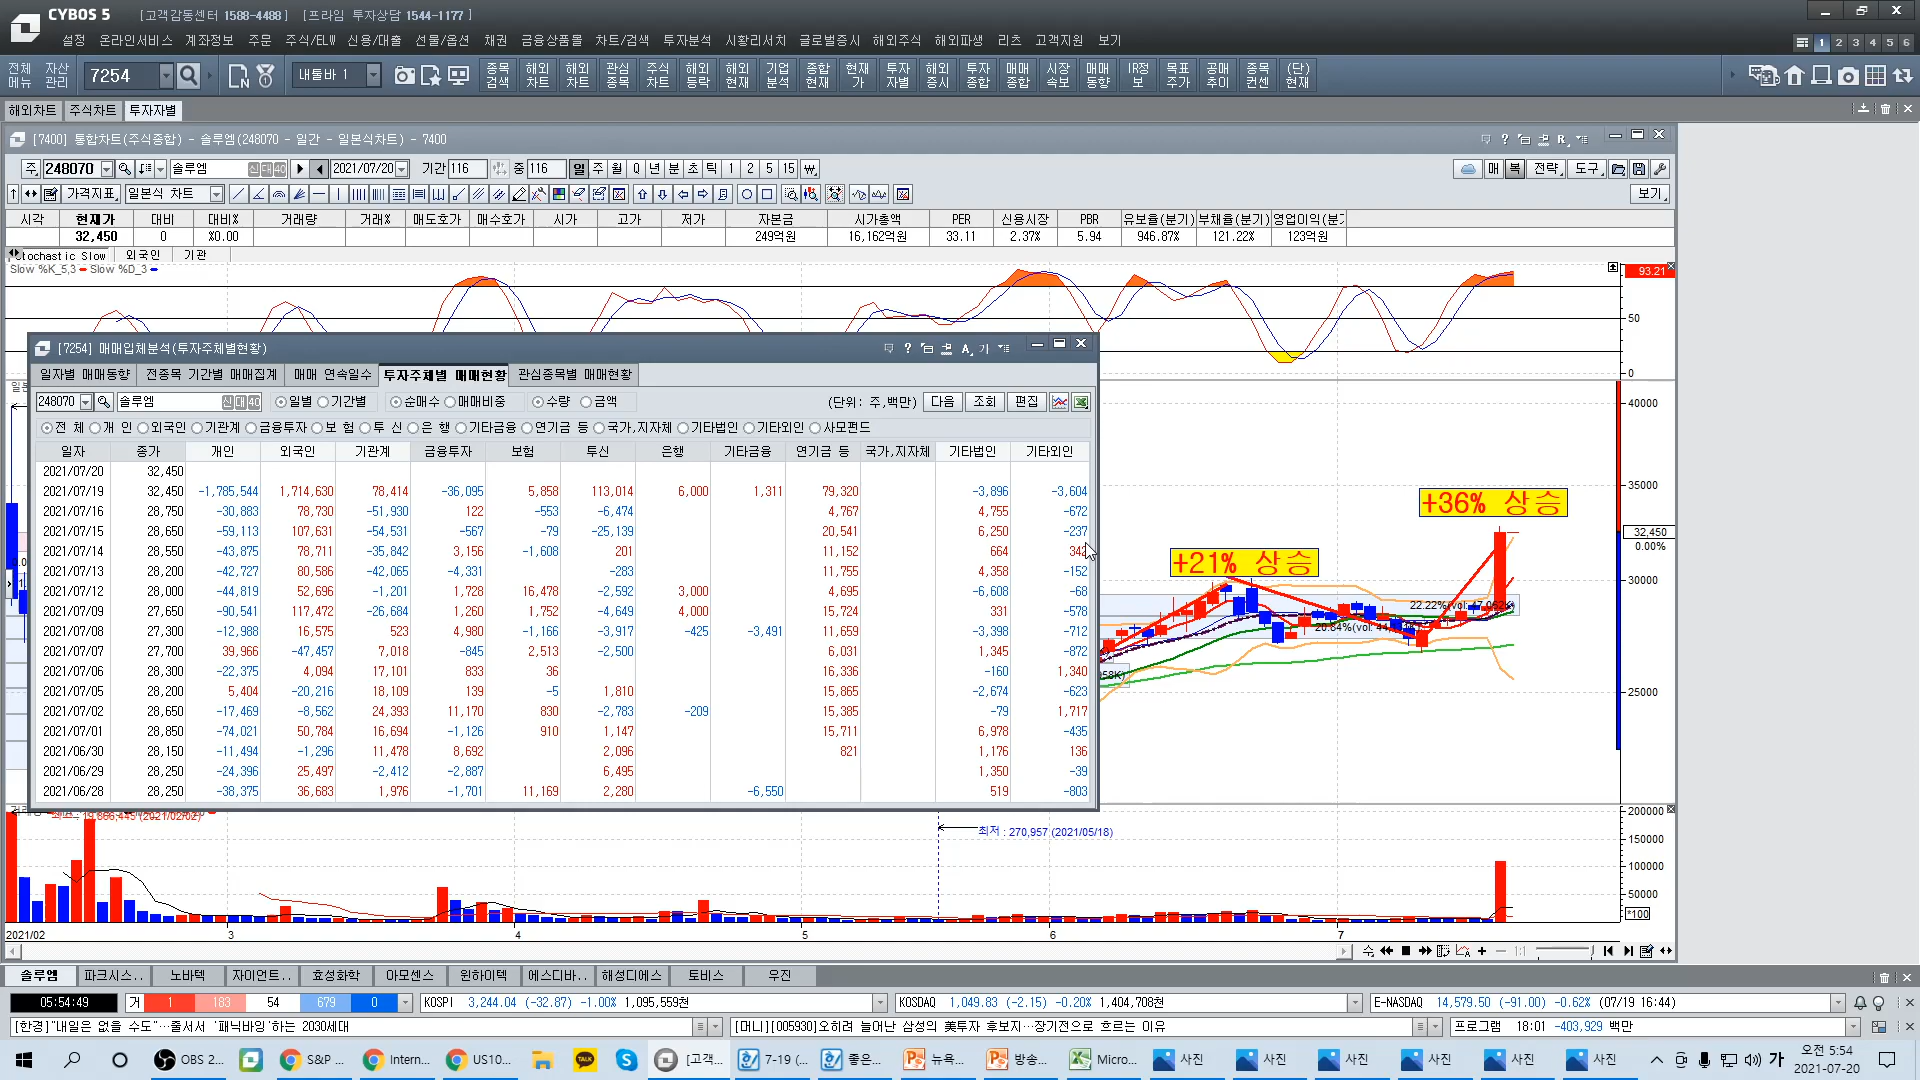 CYBOS 5 [고객감동센터 1588-4488] [프라임 투자상담 1544-1177]
설정 온라인서비스 계좌정보 주문 주식/ELW 신용/대출 선물/옵션 채권 금융상품몰 차트/검색 투자분석 시황리서치 글로벌증시 해외주식 해외파생 리츠 고객지원 보기 1 2 3 4 5 6
전체 메뉴 자산 관리 7254 내툴바 1 종목 검색 해외 차트 해외 차트 관심 종목 주식 차트 해외 등락 해외 현재 기업 분석 종합 현재 현재 가 투자 자별 해외 증시 투자 종합 매매 종합 시장 속보 매매 동향 IR정 보 목표 주가 공매 추이 종목 컨센 (단) 현재
해외차트 주식차트 투자자별
[7400] 통합차트(주식종합) - 솔루엠(248070 - 일간 - 일본식차트) - 7400
주 248070 솔루엠 신 대 40 2021/07/20 기간 116 중 116 일 주 월 Q 년 분 초 틱 1 2 5 15 매 복 전략 도구
가격지표 일본식 차트 보기
시각 현재가 대비 대비% 거래량 거래% 매도호가 매수호가 시가 고가 저가 자본금 시가총액 PER 신용시장 PBR 유보율(분기) 부채율(분기) 영업이익(분기
32,450 0 %0.00 249억원 16,162억원 33.11 2.37% 5.94 946.87% 121.22% 123억원
tochastic Slow 외국인 기관
Slow %K_5,3 Slow %D_3
93.21
50
0
[7254] 매매입체분석(투자주체별현황)
일자별 매매동향 전종목 기간별 매매집계 매매 연속일수 투자주체별 매매현황 관심종목별 매매현황
248070 솔루엠 신 대 40 일별 기간별 순매수 매매비중 수량 금액 (단위: 주,백만) 다음 조회 편집
전 체 개 인 외국인 기관계 금융투자 보 험 투 신 은 행 기타금융 연기금 등 국가,지자체 기타법인 기타외인 사모펀드
일자 종가 개인 외국인 기관계 금융투자 보험 투신 은행 기타금융 연기금 등 국가,지자체 기타법인 기타외인
2021/07/20 32,450
2021/07/19 32,450 -1,785,544 1,714,630 78,414 -36,095 5,858 113,014 6,000 1,311 79,320 -3,896 -3,604
2021/07/16 28,750 -30,883 78,730 -51,930 122 -553 -6,474 4,767 4,755 -672
2021/07/15 28,650 -59,113 107,631 -54,531 -567 -79 -25,139 20,541 6,250 -237
2021/07/14 28,550 -43,875 78,711 -35,842 3,156 -1,608 201 11,152 664 342
2021/07/13 28,200 -42,727 80,586 -42,065 -4,331 -283 11,755 4,358 -152
2021/07/12 28,000 -44,819 52,696 -1,201 1,728 16,478 -2,592 3,000 4,695 -6,608 -68
2021/07/09 27,650 -90,541 117,472 -26,684 1,260 1,752 -4,649 4,000 15,724 331 -578
2021/07/08 27,300 -12,988 16,575 523 4,980 -1,166 -3,917 -425 -3,491 11,659 -3,398 -712
2021/07/07 27,700 39,966 -47,457 7,018 -845 2,513 -2,500 6,031 1,345 -872
2021/07/06 28,300 -22,375 4,094 17,101 833 36 16,336 -160 1,340
2021/07/05 28,200 5,404 -20,216 18,109 139 -5 1,810 15,865 -2,674 -623
2021/07/02 28,650 -17,469 -8,562 24,393 11,170 830 -2,783 -209 15,385 -79 1,717
2021/07/01 28,850 -74,021 50,784 16,694 -1,126 910 1,147 15,711 6,978 -435
2021/06/30 28,150 -11,494 -1,296 11,478 8,692 2,096 821 1,176 136
2021/06/29 28,250 -24,396 25,497 -2,412 -2,887 6,495 1,350 -39
2021/06/28 28,250 -38,375 36,683 1,976 -1,701 11,169 2,280 -6,550 519 -803
+21% 상승
+36% 상승
40000
35000
32,450
0.00%
30000
25000
최저 : 270,957 (2021/05/18)
200000
150000
100000
50000
*100
2021/02 3 4 5 6 7
솔루엠 파크시스.. 노바텍 자이언트.. 효성화학 아모센스 윈하이텍 에스디바.. 해성디에스 토비스 우진
05:54:49 거 1 183 54 679 0 KOSPI 3,244.04 (-32.87) -1.00% 1,095,559천 KOSDAQ 1,049.83 (-2.15) -0.20% 1,404,708천 E-NASDAQ 14,579.50 (-91.00) -0.62% (07/19 16:44)
[한경]"내일은 없을 수도"…줄서서 '패닉바잉'하는 2030세대 [머니][005930]오히려 늘어난 삼성의 美투자 후보지…장기전으로 흐르는 이유 프로그램 18:01 -403,929 백만
OBS 2... S&P ... Intern... US10... TALK [고객... 7-19 (... 좋은... 뉴욕... 방송... Micro... 사진 사진 사진 사진 사진 사진 가 오전 5:54
2021-07-20